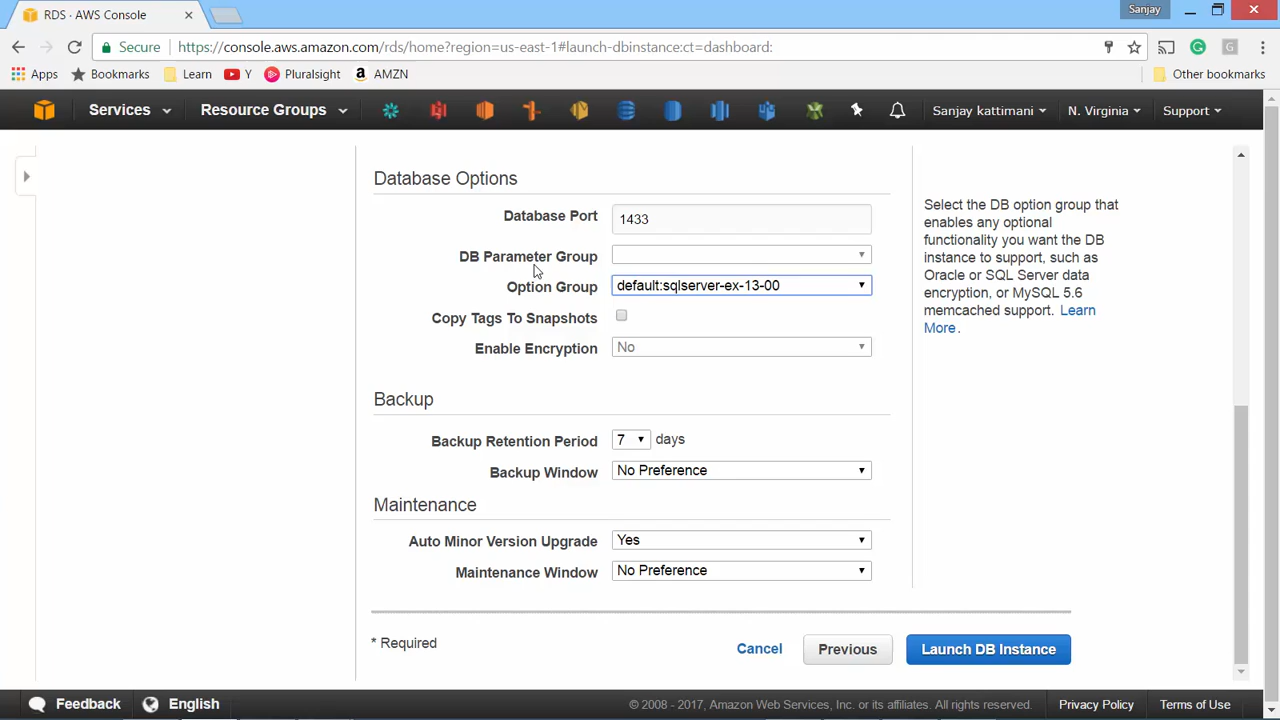 RDS - AWS Console
Sanjay
Secure https://console.aws.amazon.com/rds/home?region=us-east-1#launch-dbinstance:ct=dashboard:
Apps Bookmarks Learn Y Pluralsight AMZN Other bookmarks
Services Resource Groups Sanjay kattimani N. Virginia Support
Database Options
Database Port 1433
DB Parameter Group
Option Group default:sqlserver-ex-13-00
Copy Tags To Snapshots
Enable Encryption No
Select the DB option group that
enables any optional
functionality you want the DB
instance to support, such as
Oracle or SQL Server data
encryption, or MySQL 5.6
memcached support. Learn
More.
Backup
Backup Retention Period 7 days
Backup Window No Preference
Maintenance
Auto Minor Version Upgrade Yes
Maintenance Window No Preference
* Required
Cancel Previous Launch DB Instance
Feedback English © 2008 - 2017, Amazon Web Services, Inc. or its affiliates. All rights reserved. Privacy Policy Terms of Use